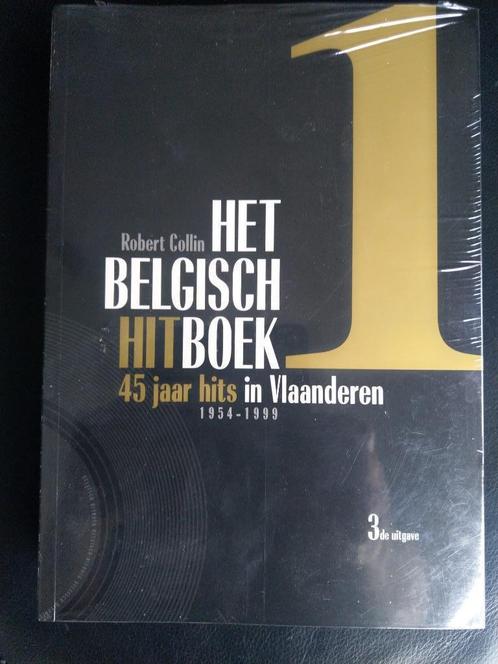 1
Robert Collin HET
BELGISCH
HITBOEK
45 jaar hits in Vlaanderen
1954-1999
3de uitgave